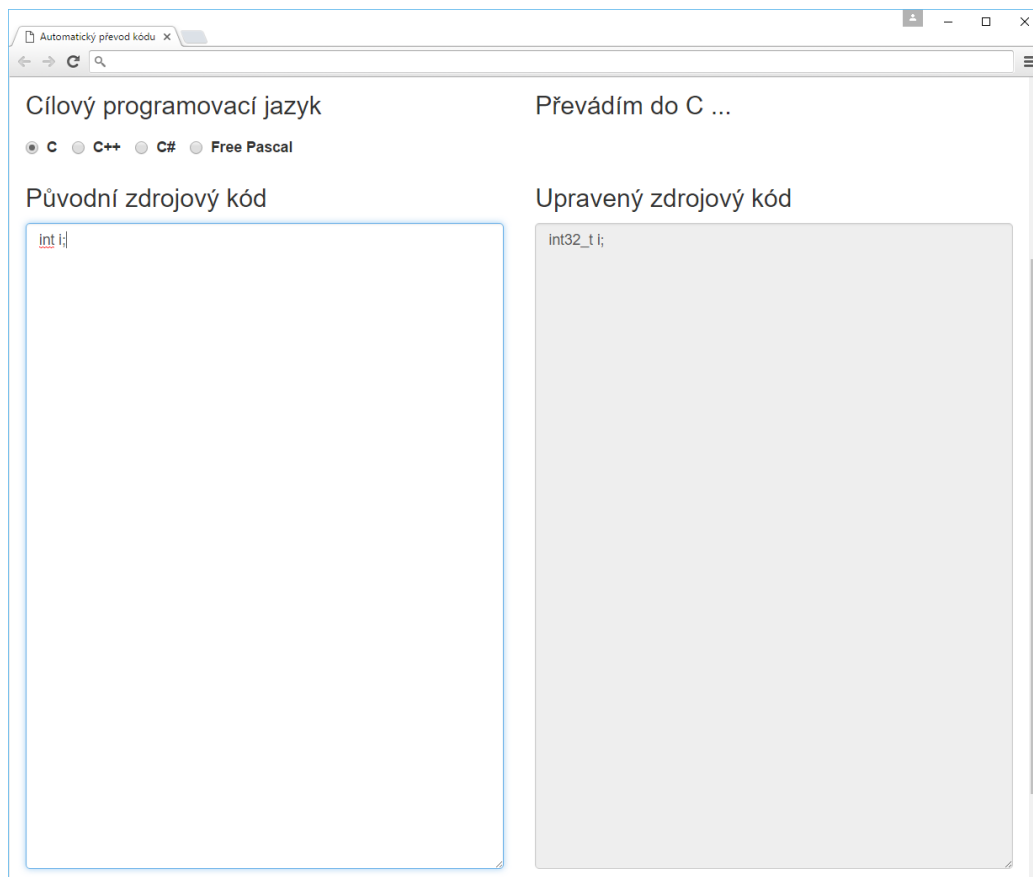 Automatický převod kódu
Cílový programovací jazyk
C C++ C# Free Pascal
Převádím do C ...
Původní zdrojový kód
int i;
Upravený zdrojový kód
int32_t i;